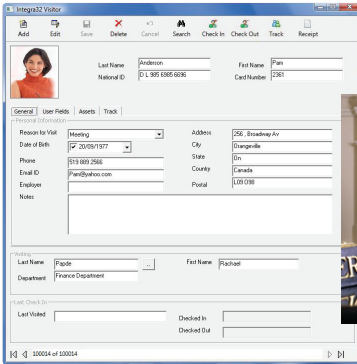 Integra32 Visitor
Add Edit Save Delete Cancel Search Check In Check Out Track Receipt
Last Name Anderson First Name Pam
National ID D L 985 6985 6696 Card Number 2361
General User Fields Assets Track
Personal Information
Reason for Visit Meeting Address 256 , Broadway Av
Date of Birth 20/09/1977 City Orangeville
Phone 519 889 2566 State On
Email ID Pam@yahoo.com Country Canada
Employer Postal L09 O98
Notes
Visiting
Last Name Papde .. First Name Rachael
Department Finance Department
Last Check In
Last Visited Checked In
Checked Out
100014 of 100014